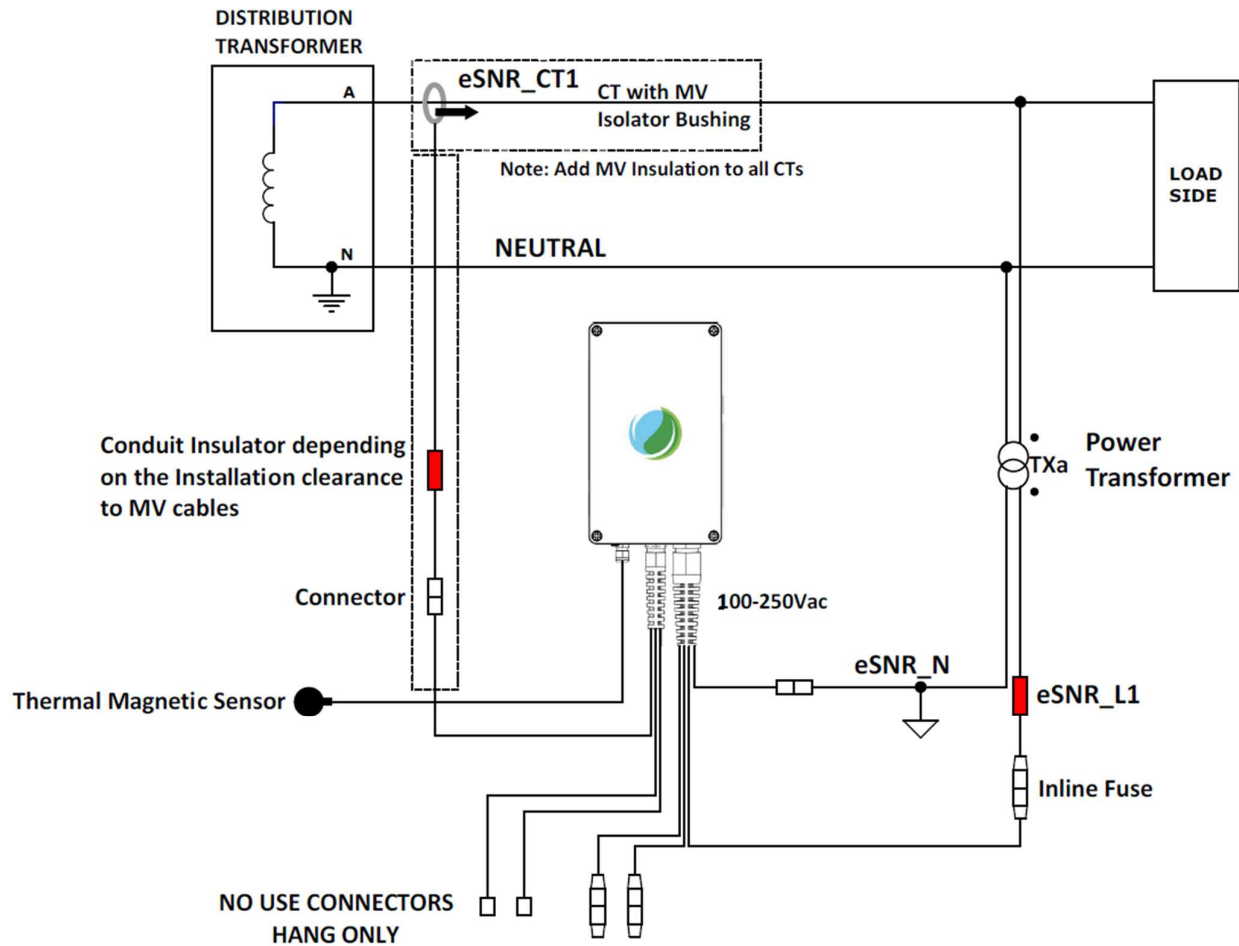 DISTRIBUTION
TRANSFORMER
A
eSNR_CT1
CT with MV
Isolator Bushing
Note: Add MV Insulation to all CTs
LOAD
SIDE
N
NEUTRAL
Conduit Insulator depending
on the Installation clearance
to MV cables
TXa
Power
Transformer
Connector
100-250Vac
eSNR_N
Thermal Magnetic Sensor
eSNR_L1
Inline Fuse
NO USE CONNECTORS
HANG ONLY